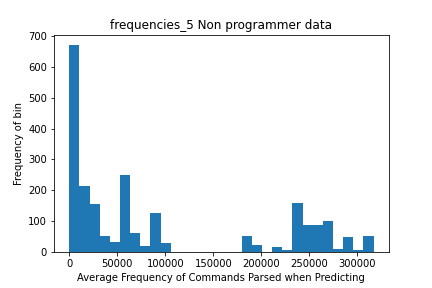 frequencies_5 Non programmer data
700
600
500
400
300
200
100
0
Frequency of bin
0 50000 100000 150000 200000 250000 300000
Average Frequency of Commands Parsed when Predicting